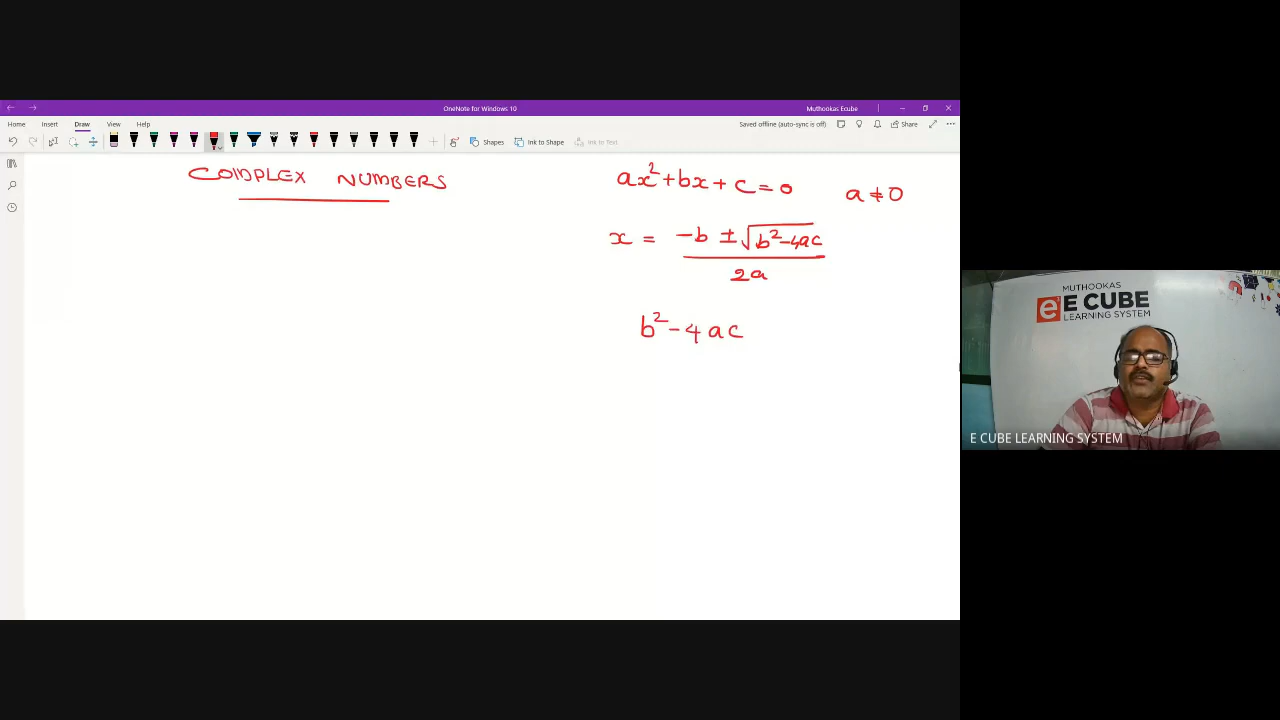 OneNote for Windows 10
Muthookas Ecube
Home Insert Draw View Help
Saved offline (auto-sync is off)
Share
Shapes
Ink to Shape
Ink to Text
COMPLEX NUMBERS
ax²+bx+c=0 a≠0
x = -b ±√b²-4ac
2a
b²-4ac
MUTHOOKAS
e³ E CUBE
LEARNING SYSTEM
E CUBE LEARNING SYSTEM